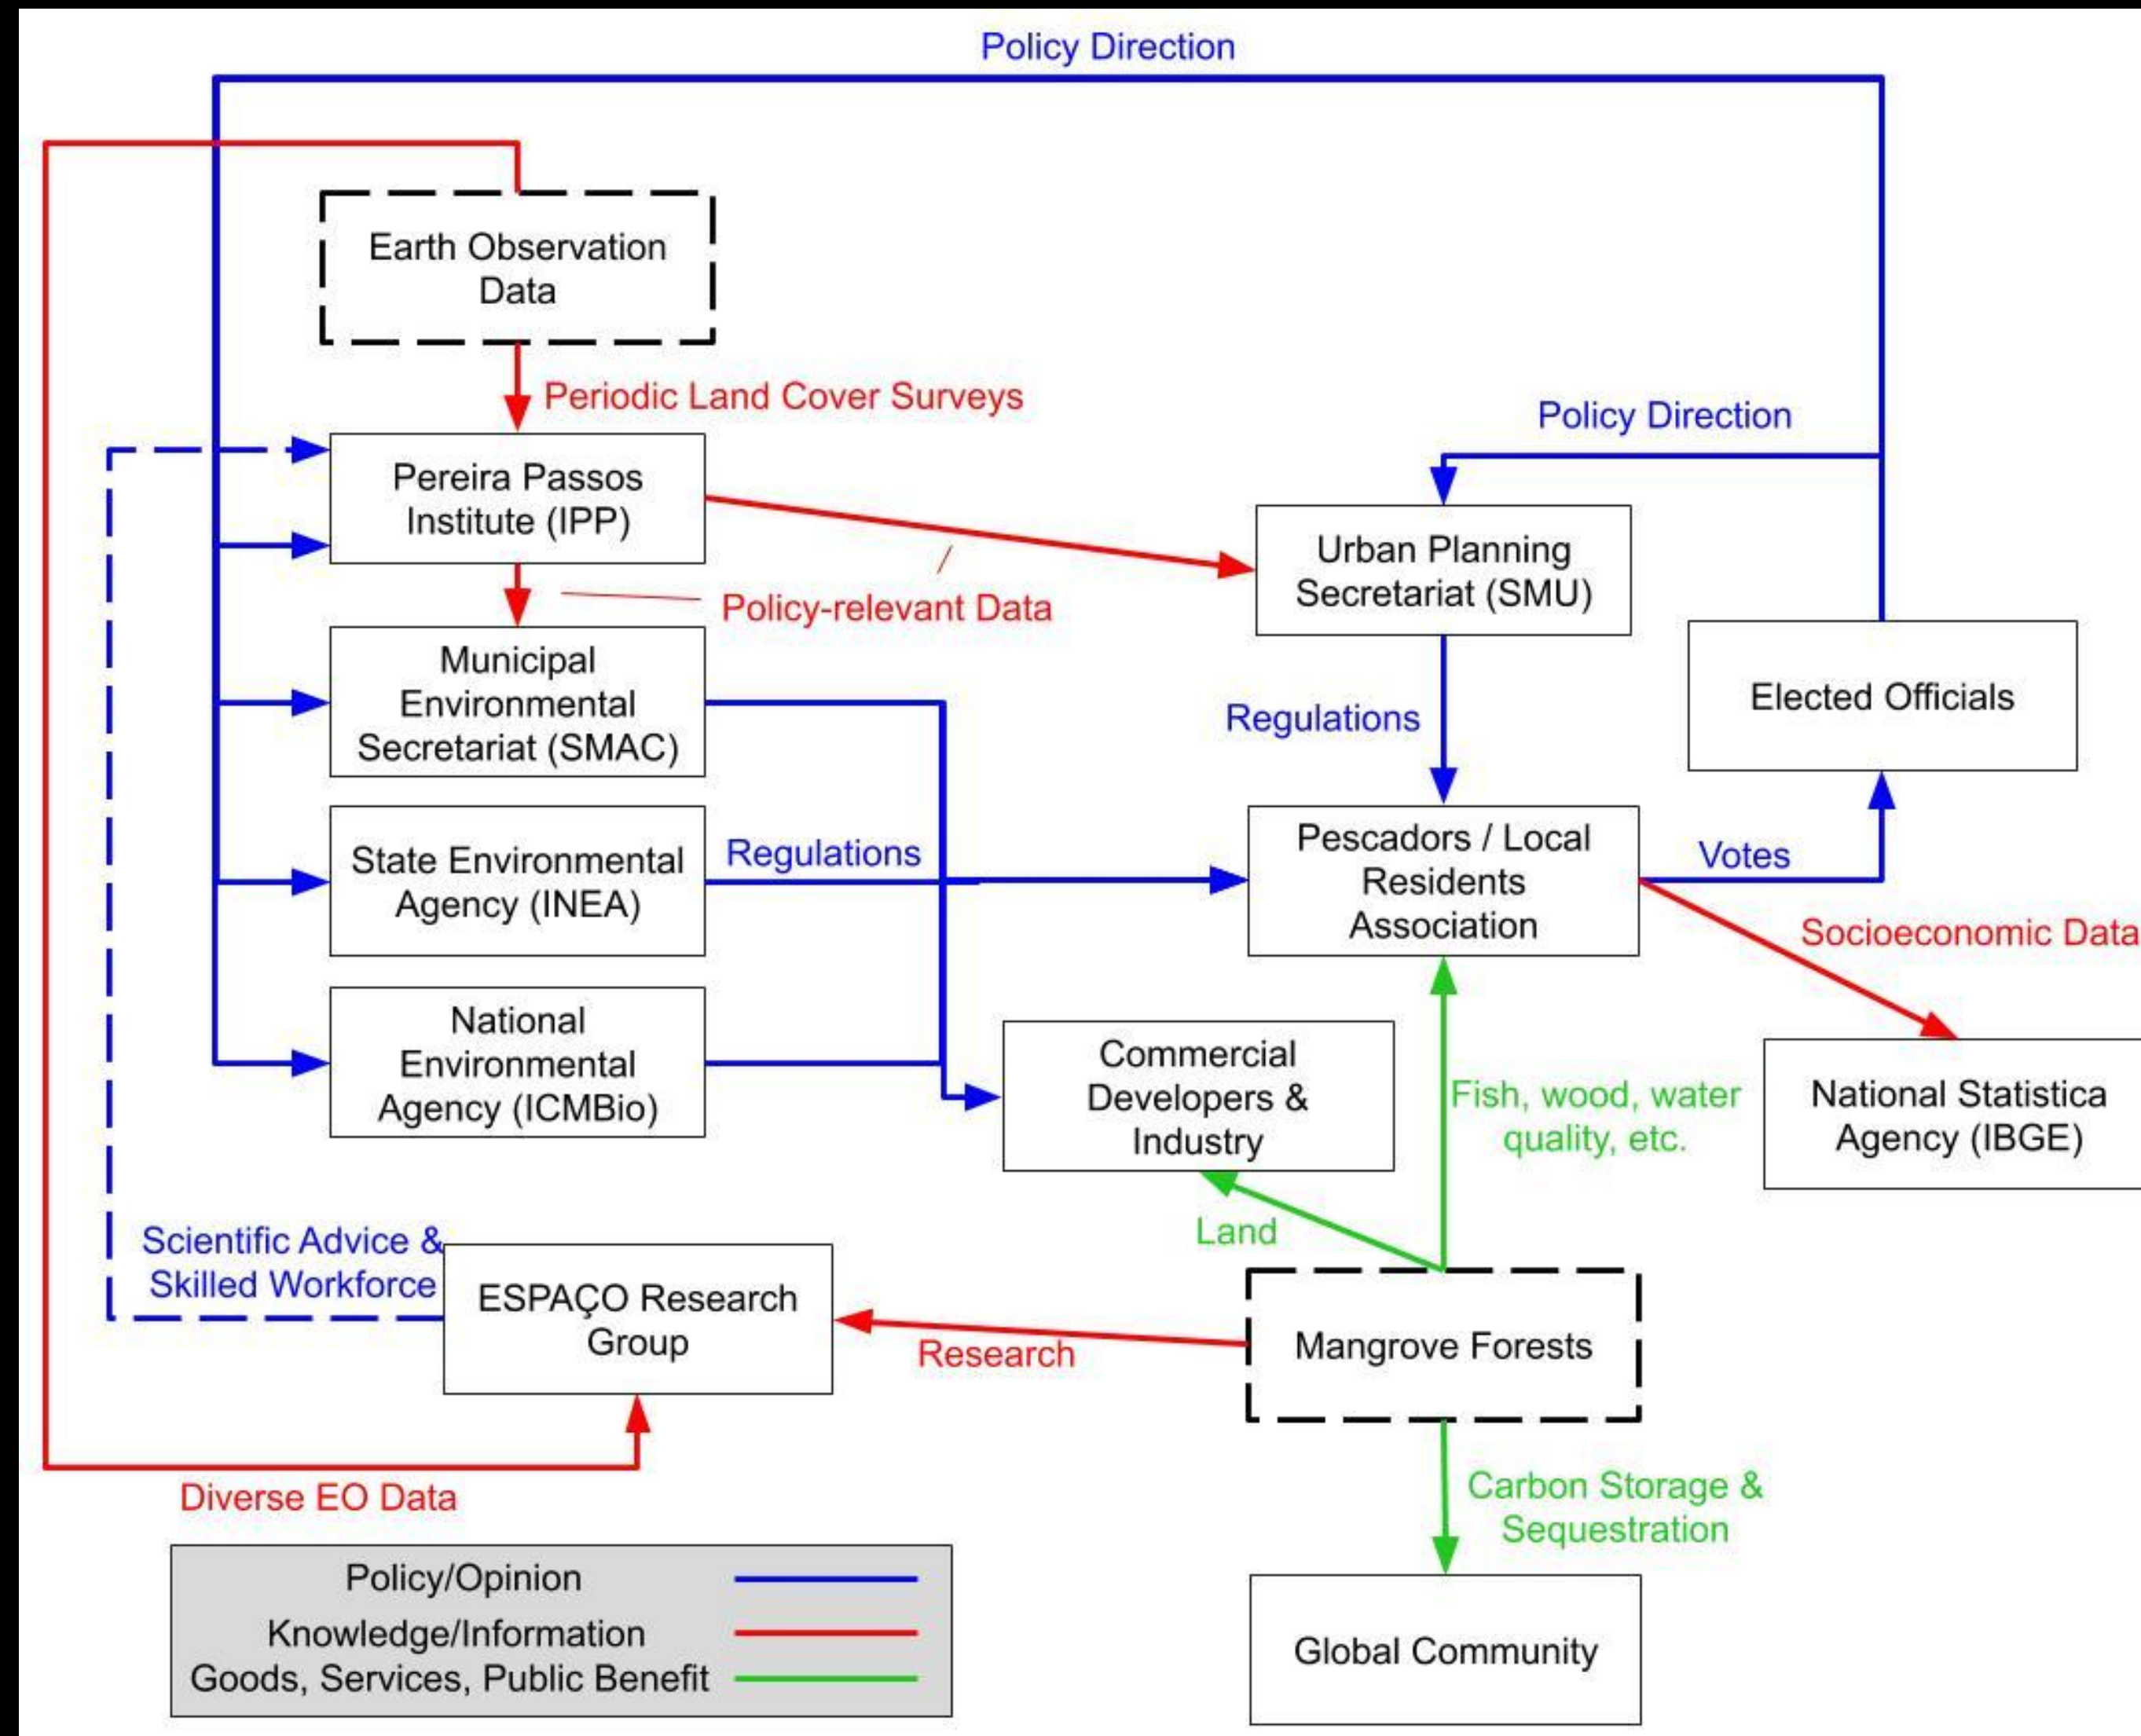 Policy Direction
Earth Observation
Data
Periodic Land Cover Surveys
Policy Direction
Pereira Passos
Institute (IPP)
Urban Planning
Secretariat (SMU)
Policy-relevant Data
Municipal
Environmental
Secretariat (SMAC)
Regulations
Elected Officials
State Environmental
Agency (INEA)
Regulations
Pescadors / Local
Residents
Association
Votes
Socioeconomic Data
National
Environmental
Agency (ICMBio)
Commercial
Developers &
Industry
Fish, wood, water
quality, etc.
National Statistica
Agency (IBGE)
Land
Scientific Advice &
Skilled Workforce
ESPAÇO Research
Group
Research
Mangrove Forests
Diverse EO Data
Carbon Storage &
Sequestration
Policy/Opinion
Knowledge/Information
Goods, Services, Public Benefit
Global Community